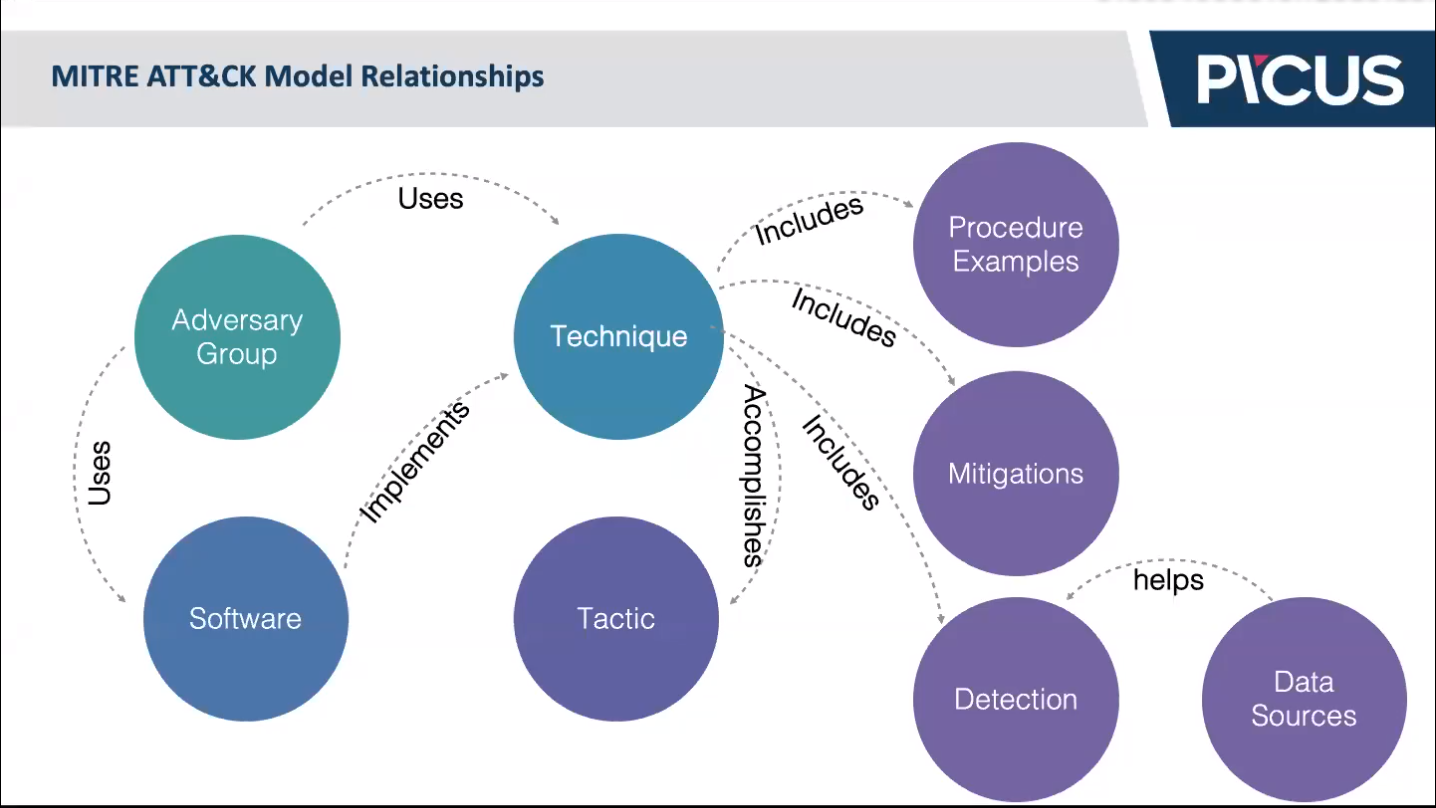 MITRE ATT&CK Model Relationships
PICUS
Uses
Includes
Procedure
Examples
Adversary
Group
Technique
Includes
Uses
Implements
Accomplishes
Includes
Mitigations
helps
Software
Tactic
Detection
Data
Sources